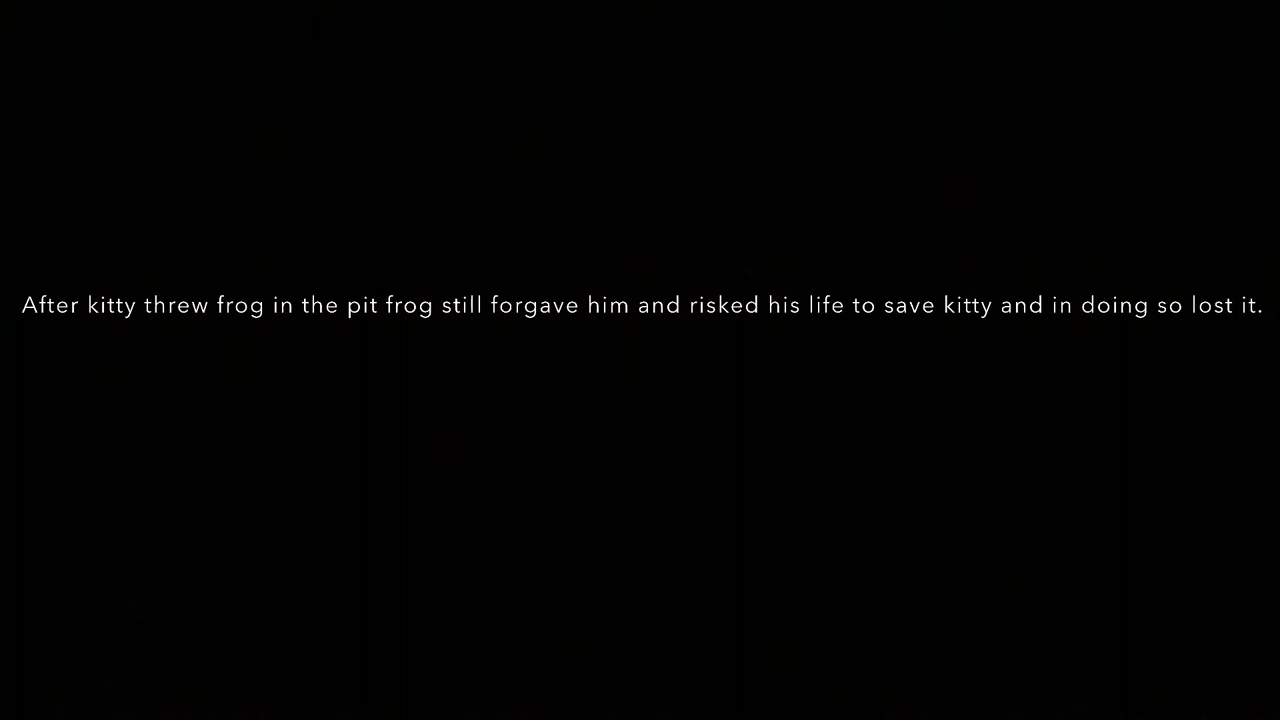 After kitty threw frog in the pit frog still forgave him and risked his life to save kitty and in doing so lost it.